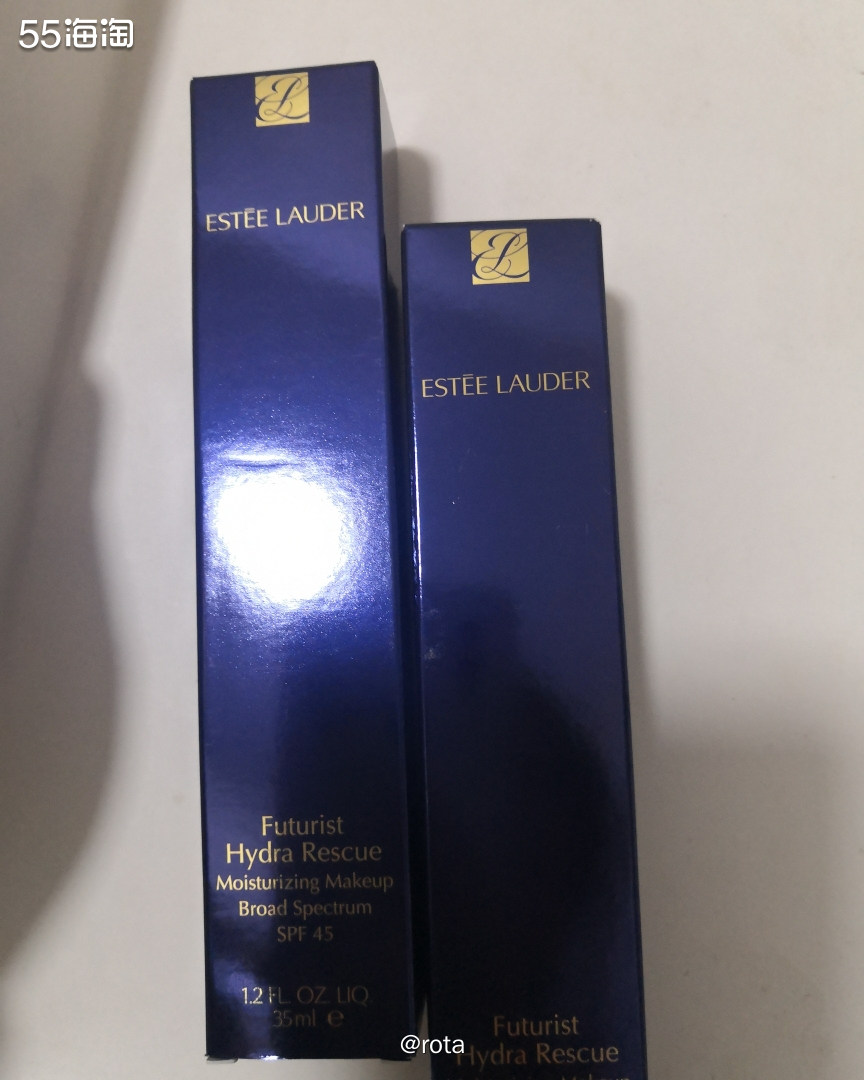 55海淘
ESTĒE LAUDER
Futurist
Hydra Rescue
Moisturizing Makeup
Broad Spectrum
SPF 45
1.2 FL. OZ. LIQ.
35ml e
ESTĒE LAUDER
Futurist
Hydra Rescue
@rota